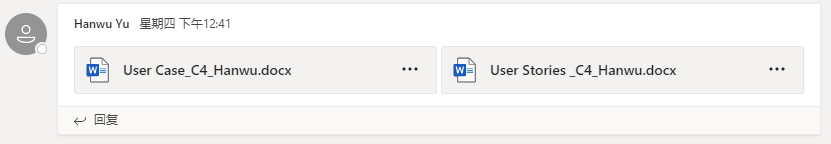 Hanwu Yu 星期四 下午12:41
User Case_C4_Hanwu.docx ... User Stories _C4_Hanwu.docx ...
回复